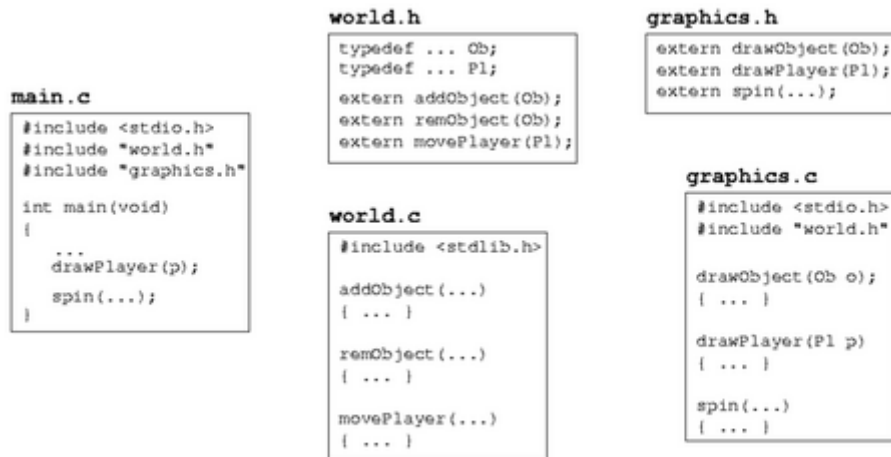 main.c
#include <stdio.h>
#include "world.h"
#include "graphics.h"
int main(void)
{
...
drawPlayer(p);
spin(...);
}
world.h
typedef ... Ob;
typedef ... Pl;
extern addObject(Ob);
extern remObject(Ob);
extern movePlayer(Pl);
world.c
#include <stdlib.h>
addObject(...)
{ ... }
remObject(...)
{ ... }
movePlayer(...)
{ ... }
graphics.h
extern drawObject(Ob);
extern drawPlayer(Pl);
extern spin(...);
graphics.c
#include <stdio.h>
#include "world.h"
drawObject(Ob o);
{ ... }
drawPlayer(Pl p)
{ ... }
spin(...)
{ ... }